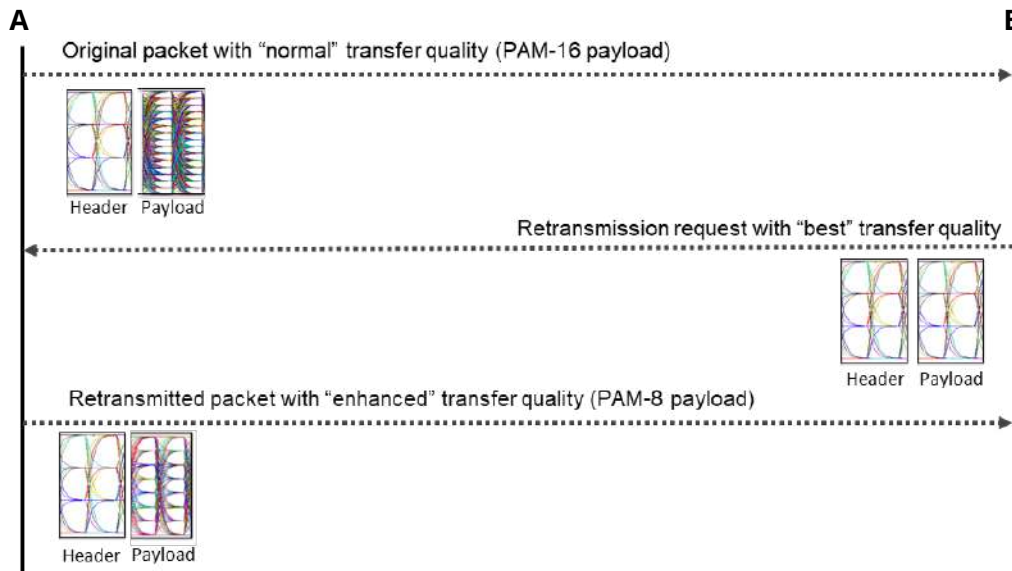 A
B
Original packet with “normal” transfer quality (PAM-16 payload)
Header Payload
Retransmission request with “best” transfer quality
Header Payload
Retransmitted packet with “enhanced” transfer quality (PAM-8 payload)
Header Payload